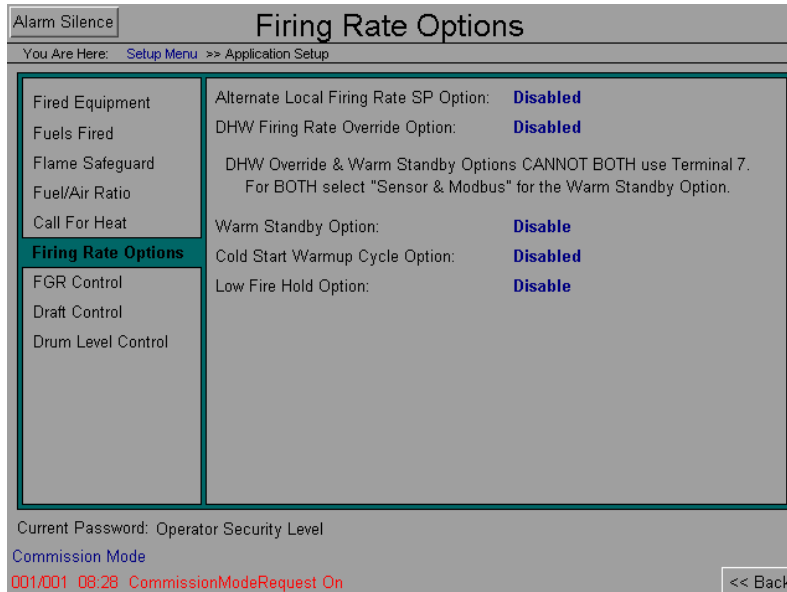 Alarm Silence
Firing Rate Options
You Are Here: Setup Menu >> Application Setup
Fired Equipment
Fuels Fired
Flame Safeguard
Fuel/Air Ratio
Call For Heat
Firing Rate Options
FGR Control
Draft Control
Drum Level Control
Alternate Local Firing Rate SP Option: Disabled
DHW Firing Rate Override Option: Disabled
DHW Override & Warm Standby Options CANNOT BOTH use Terminal 7.
For BOTH select "Sensor & Modbus" for the Warm Standby Option.
Warm Standby Option: Disable
Cold Start Warmup Cycle Option: Disabled
Low Fire Hold Option: Disable
Current Password: Operator Security Level
Commission Mode
001/001 08:28 CommissionModeRequest On
<< Back